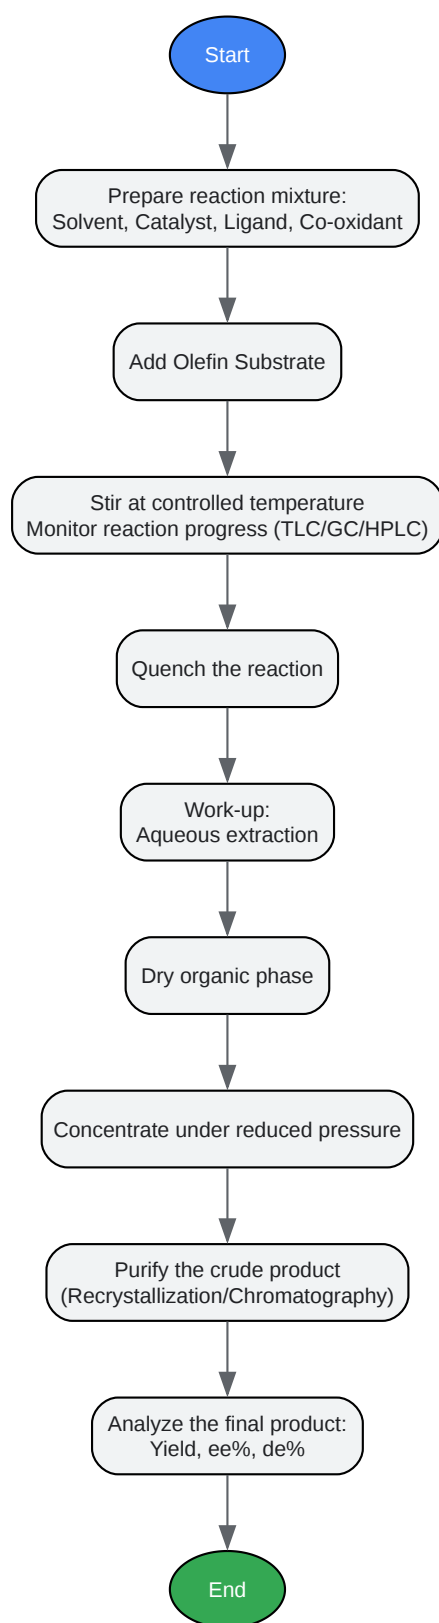 Start
Prepare reaction mixture:
Solvent, Catalyst, Ligand, Co-oxidant
Add Olefin Substrate
Stir at controlled temperature
Monitor reaction progress (TLC/GC/HPLC)
Quench the reaction
Work-up:
Aqueous extraction
Dry organic phase
Concentrate under reduced pressure
Purify the crude product
(Recrystallization/Chromatography)
Analyze the final product:
Yield, ee%, de%
End